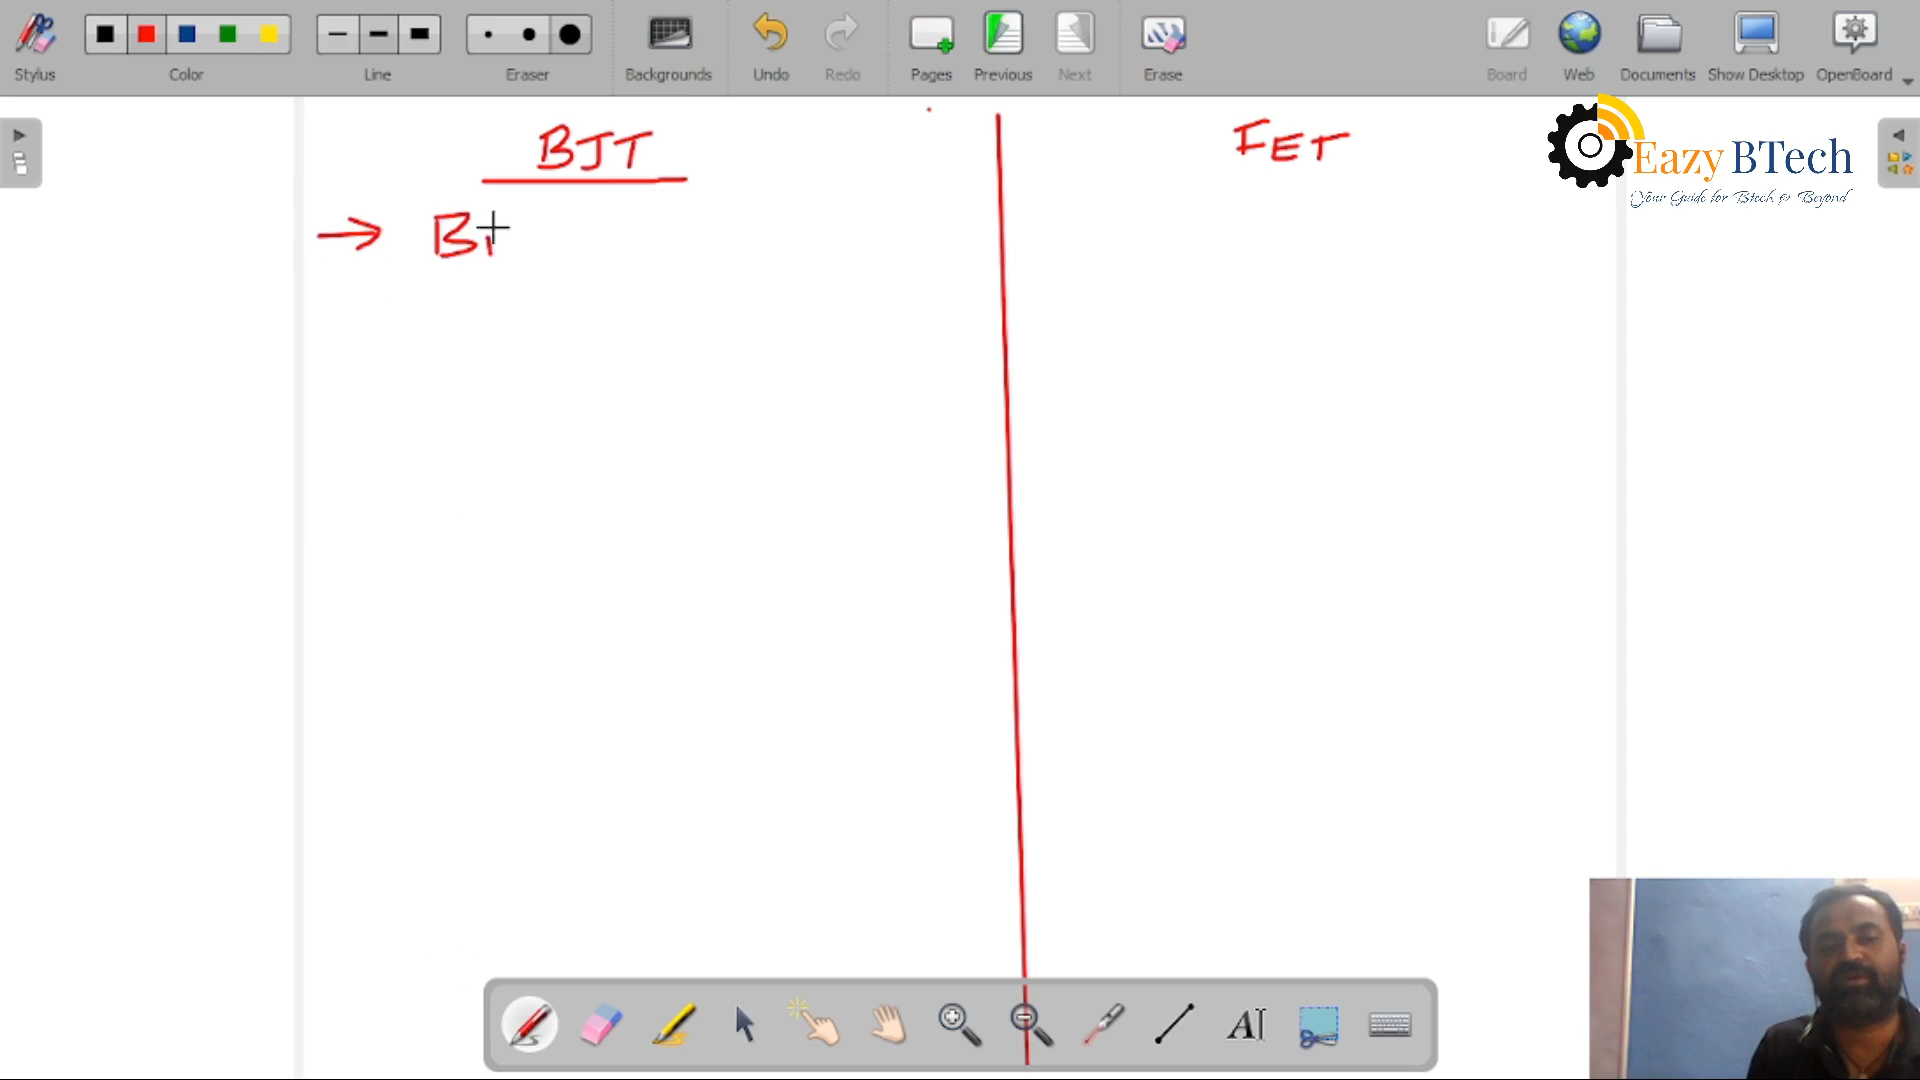 Stylus Color Line Eraser Backgrounds Undo Redo Pages Previous Next Erase Board Web Documents Show Desktop OpenBoard
BJT FET
Eazy BTech
Your Guide for Btech & Beyond
→ Bi
A